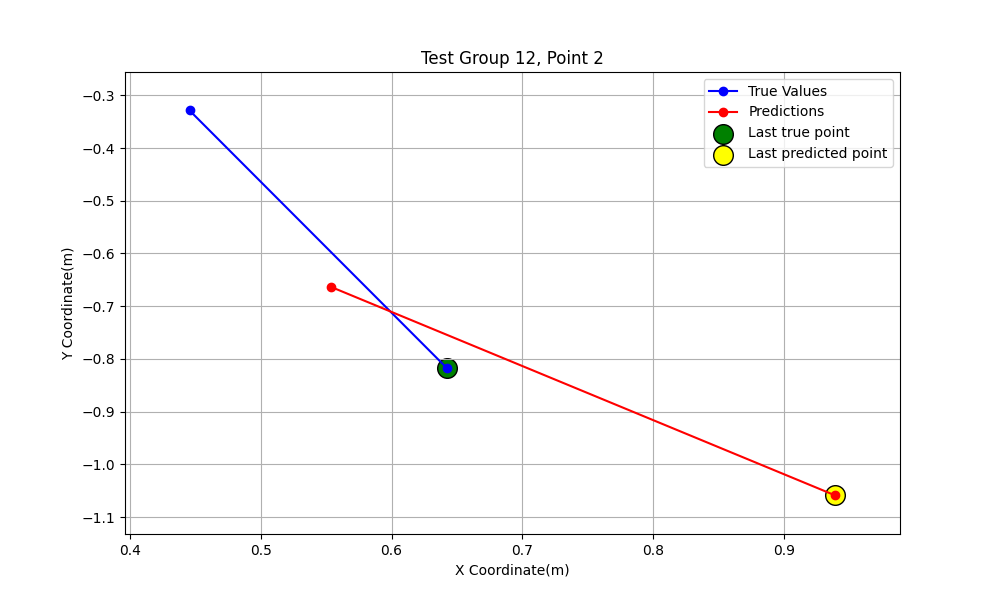 Test Group 12, Point 2
True Values
Predictions
Last true point
Last predicted point
−0.3
−0.4
−0.5
−0.6
−0.7
−0.8
−0.9
−1.0
−1.1
Y Coordinate(m)
0.4 0.5 0.6 0.7 0.8 0.9
X Coordinate(m)